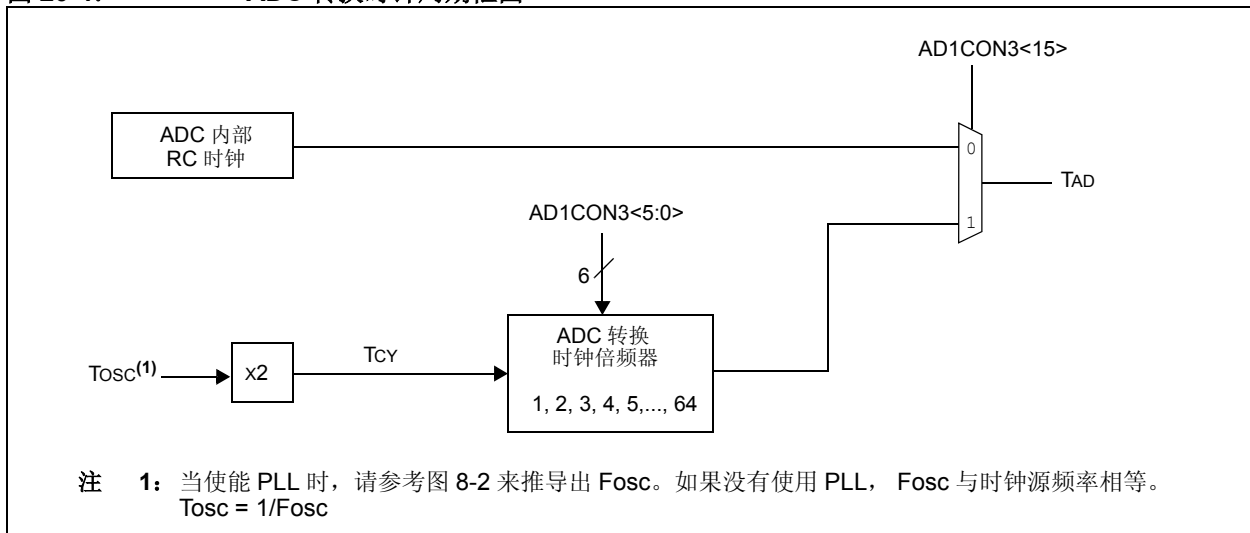 AD1CON3<15>
ADC 内部
RC 时钟
0
TAD
AD1CON3<5:0>
1
6
ADC 转换
时钟倍频器
TOSC(1)
X2
TCY
1, 2, 3, 4, 5,..., 64
注 1: 当使能 PLL 时，请参考图 8-2 来推导出 Fosc。如果没有使用 PLL， Fosc 与时钟源频率相等。
Tosc = 1/Fosc